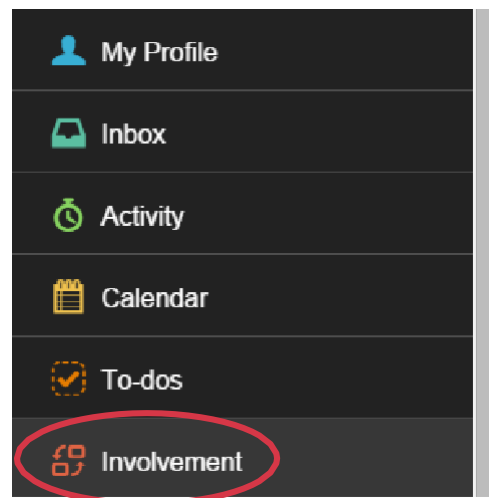 My Profile
Inbox
Activity
Calendar
To-dos
Involvement